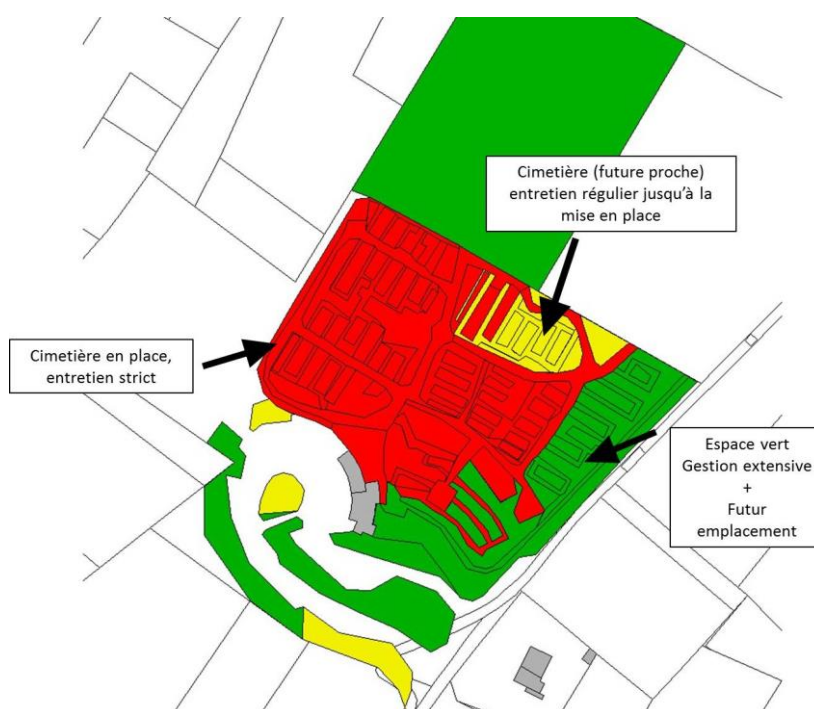 Cimetière (future proche)
entretien régulier jusqu'à la
mise en place
Cimetière en place,
entretien strict
Espace vert
Gestion extensive
+
Futur
emplacement